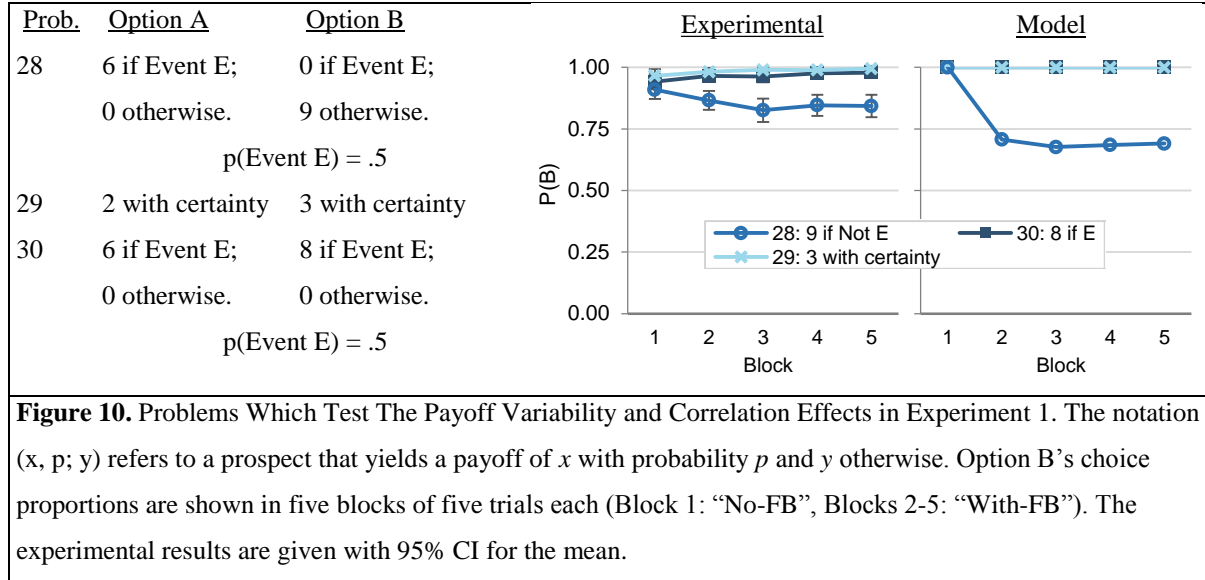 Prob. Option A Option B
28 6 if Event E; 0 if Event E;
0 otherwise. 9 otherwise.
p(Event E) = .5
29 2 with certainty 3 with certainty
30 6 if Event E; 8 if Event E;
0 otherwise. 0 otherwise.
p(Event E) = .5
Experimental Model
P(B)
1.00
0.75
0.50
0.25
0.00
28: 9 if Not E 30: 8 if E
29: 3 with certainty
1 2 3 4 5 1 2 3 4 5
Block Block
Figure 10. Problems Which Test The Payoff Variability and Correlation Effects in Experiment 1. The notation
(x, p; y) refers to a prospect that yields a payoff of x with probability p and y otherwise. Option B’s choice
proportions are shown in five blocks of five trials each (Block 1: “No-FB”, Blocks 2-5: “With-FB”). The
experimental results are given with 95% CI for the mean.